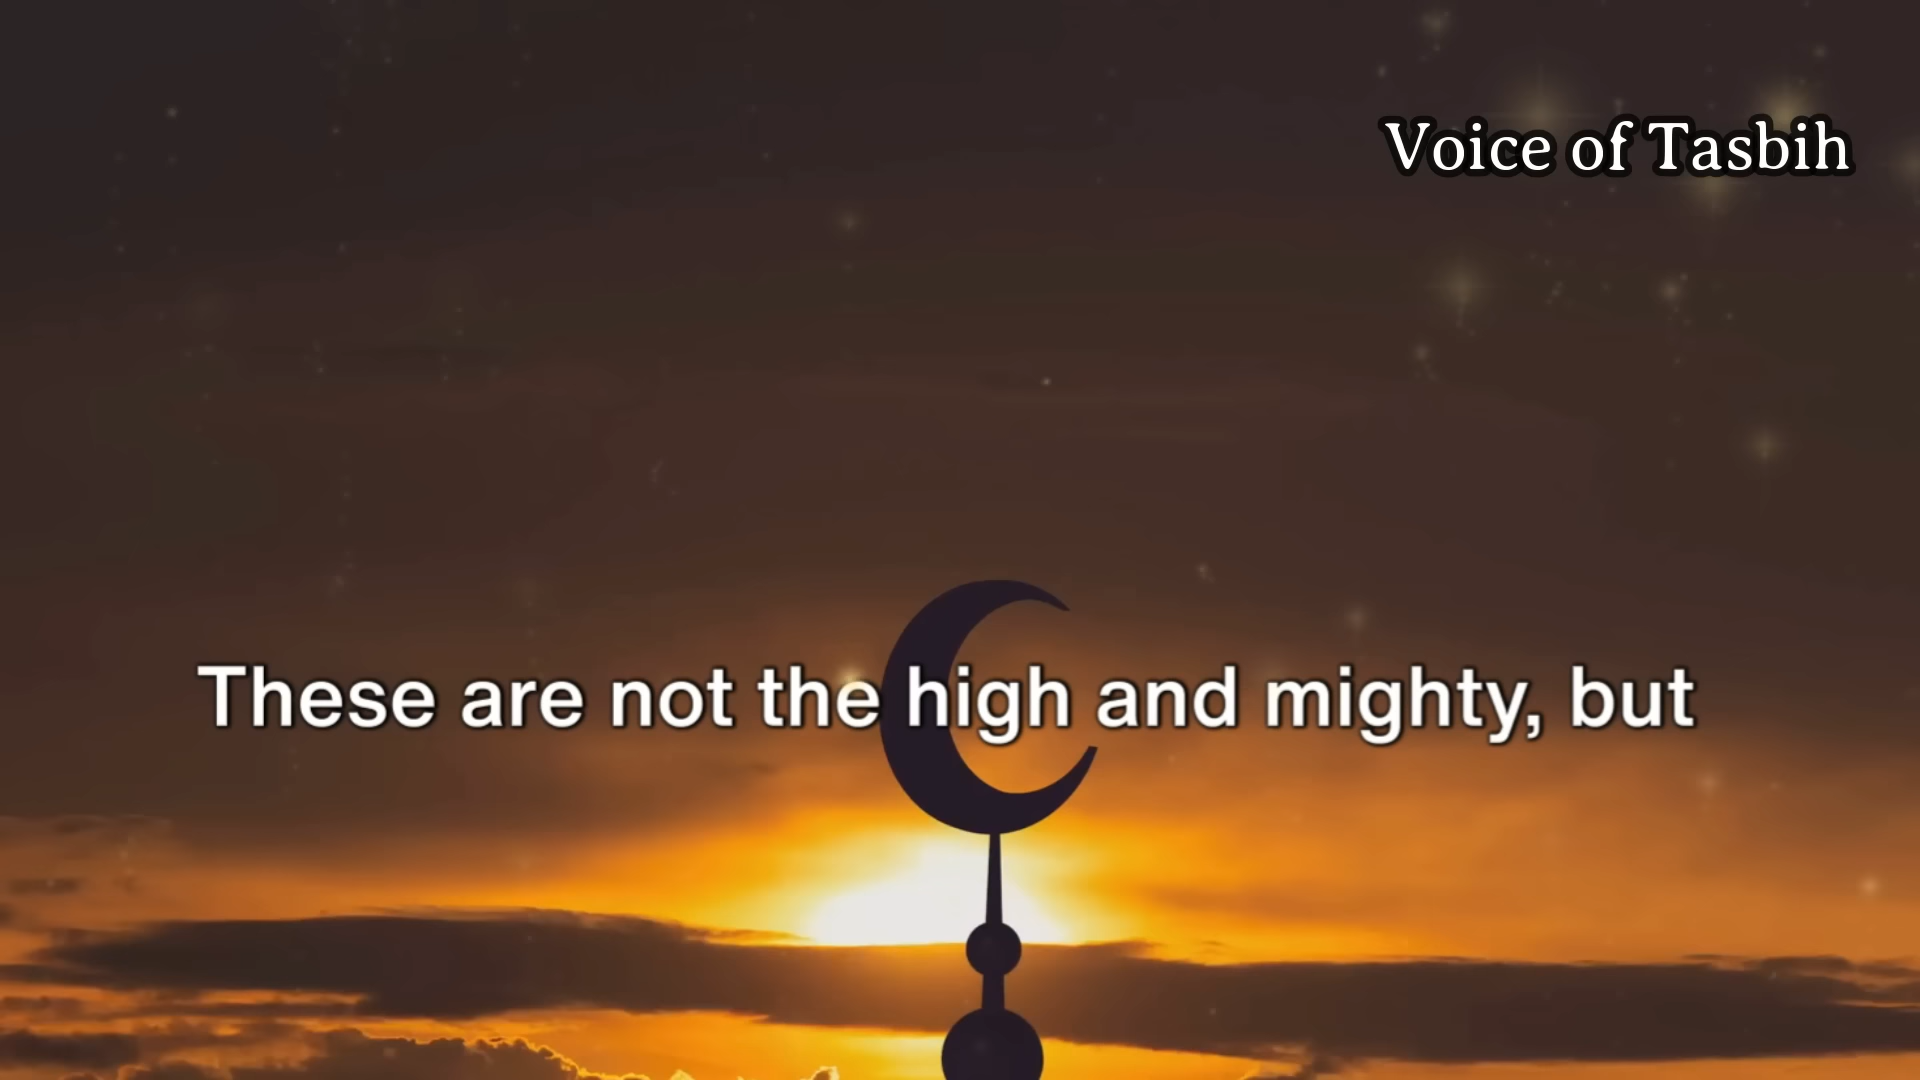 Voice of Tasbih
These are not the high and mighty, but